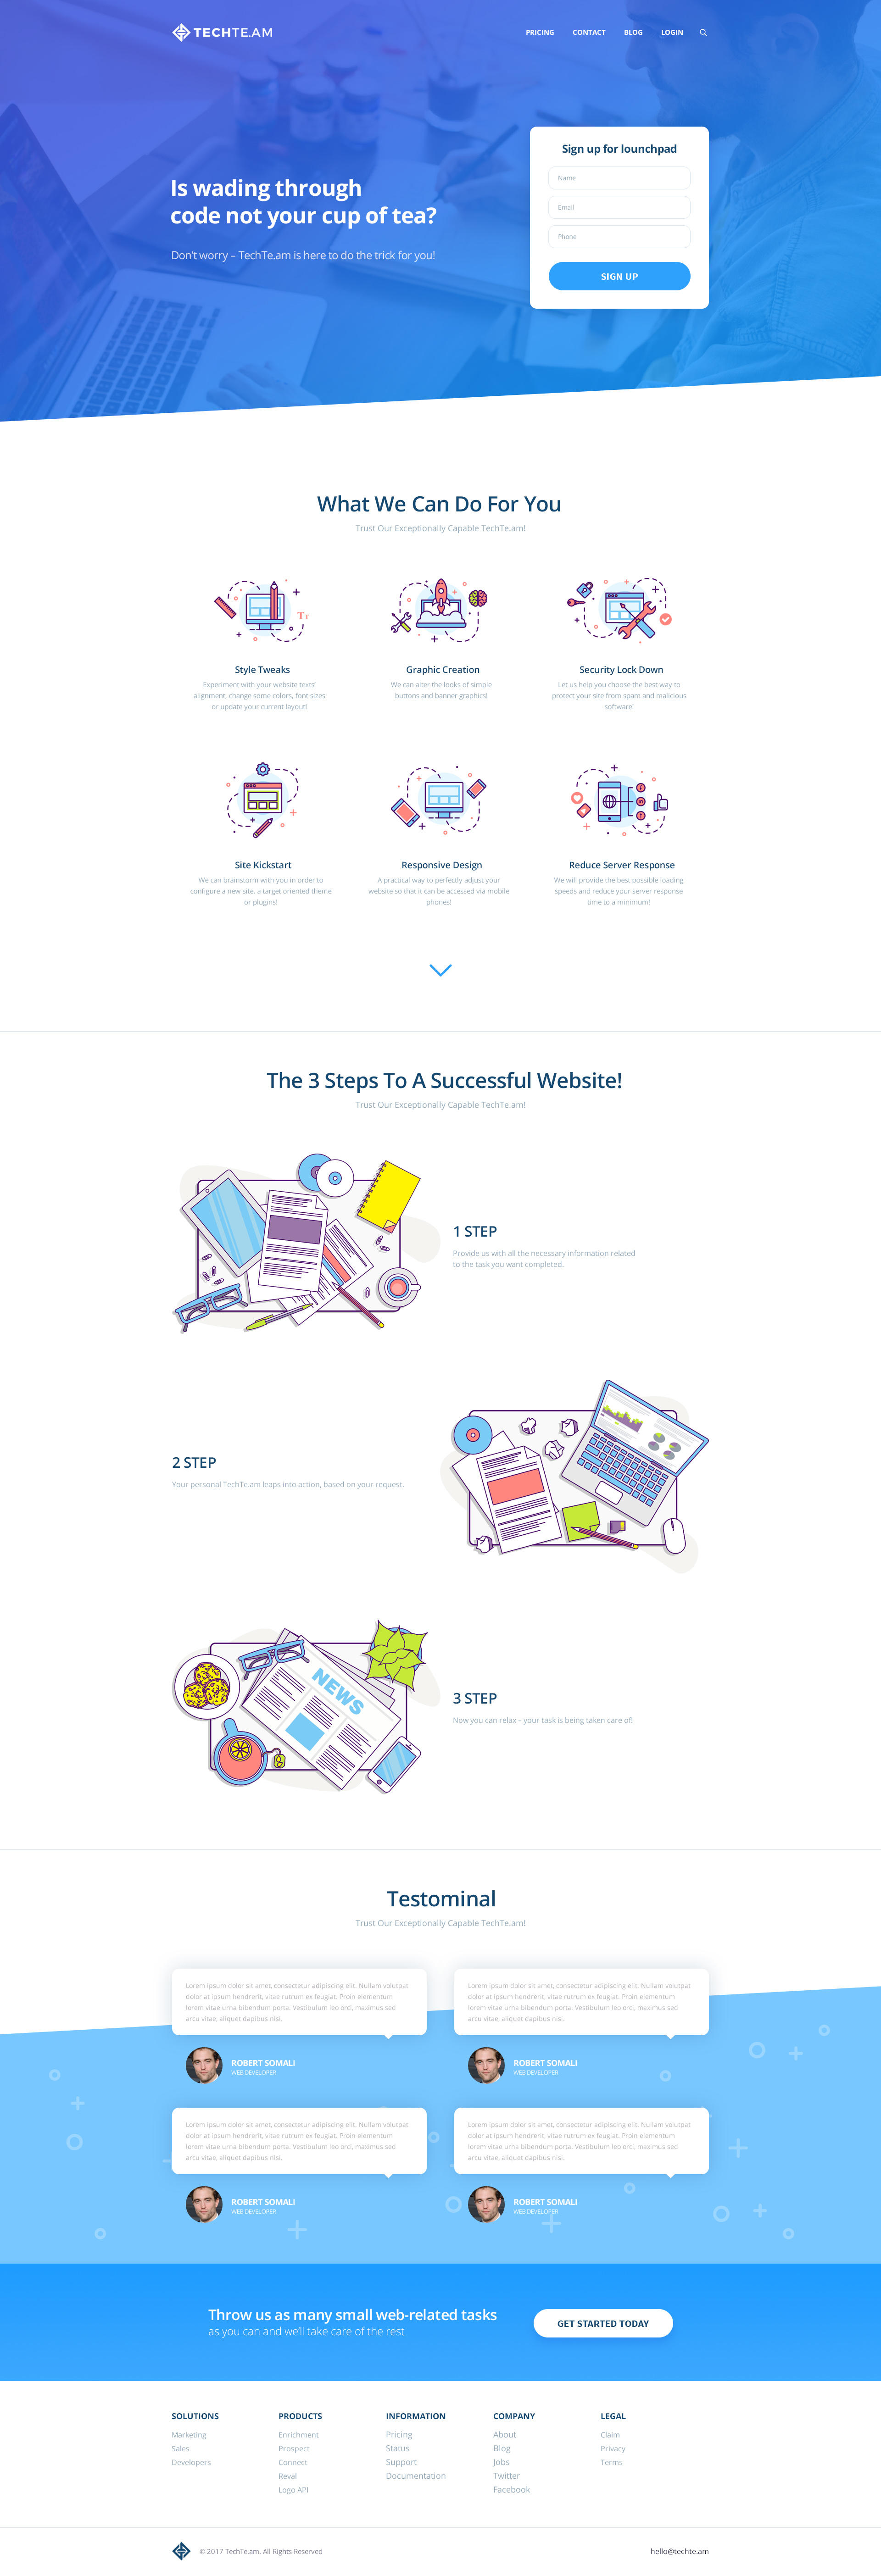 TECHTE.AM
PRICING CONTACT BLOG LOGIN
Is wading through
code not your cup of tea?
Don't worry – TechTe.am is here to do the trick for you!
Sign up for lounchpad
Name
Email
Phone
SIGN UP
What We Can Do For You
Trust Our Exceptionally Capable TechTe.am!
T T
Style Tweaks
Experiment with your website texts'
alignment, change some colors, font sizes
or update your current layout!
Graphic Creation
We can alter the looks of simple
buttons and banner graphics!
Security Lock Down
Let us help you choose the best way to
protect your site from spam and malicious
software!
Site Kickstart
We can brainstorm with you in order to
configure a new site, a target oriented theme
or plugins!
Responsive Design
A practical way to perfectly adjust your
website so that it can be accessed via mobile
phones!
Reduce Server Response
We will provide the best possible loading
speeds and reduce your server response
time to a minimum!
The 3 Steps To A Successful Website!
Trust Our Exceptionally Capable TechTe.am!
1 STEP
Provide us with all the necessary information related
to the task you want completed.
2 STEP
Your personal TechTe.am leaps into action, based on your request.
NEWS
3 STEP
Now you can relax – your task is being taken care of!
Testominal
Trust Our Exceptionally Capable TechTe.am!
Lorem ipsum dolor sit amet, consectetur adipiscing elit. Nullam volutpat
dolor at ipsum hendrerit, vitae rutrum ex feugiat. Proin elementum
lorem vitae urna bibendum porta. Vestibulum leo orci, maximus sed
arcu vitae, aliquet dapibus nisi.
ROBERT SOMALI
WEB DEVELOPER
Lorem ipsum dolor sit amet, consectetur adipiscing elit. Nullam volutpat
dolor at ipsum hendrerit, vitae rutrum ex feugiat. Proin elementum
lorem vitae urna bibendum porta. Vestibulum leo orci, maximus sed
arcu vitae, aliquet dapibus nisi.
ROBERT SOMALI
WEB DEVELOPER
Lorem ipsum dolor sit amet, consectetur adipiscing elit. Nullam volutpat
dolor at ipsum hendrerit, vitae rutrum ex feugiat. Proin elementum
lorem vitae urna bibendum porta. Vestibulum leo orci, maximus sed
arcu vitae, aliquet dapibus nisi.
ROBERT SOMALI
WEB DEVELOPER
Lorem ipsum dolor sit amet, consectetur adipiscing elit. Nullam volutpat
dolor at ipsum hendrerit, vitae rutrum ex feugiat. Proin elementum
lorem vitae urna bibendum porta. Vestibulum leo orci, maximus sed
arcu vitae, aliquet dapibus nisi.
ROBERT SOMALI
WEB DEVELOPER
Throw us as many small web-related tasks
as you can and we'll take care of the rest
GET STARTED TODAY
SOLUTIONS
Marketing
Sales
Developers
PRODUCTS
Enrichment
Prospect
Connect
Reval
Logo API
INFORMATION
Pricing
Status
Support
Documentation
COMPANY
About
Blog
Jobs
Twitter
Facebook
LEGAL
Claim
Privacy
Terms
© 2017 TechTe.am. All Rights Reserved
hello@techte.am